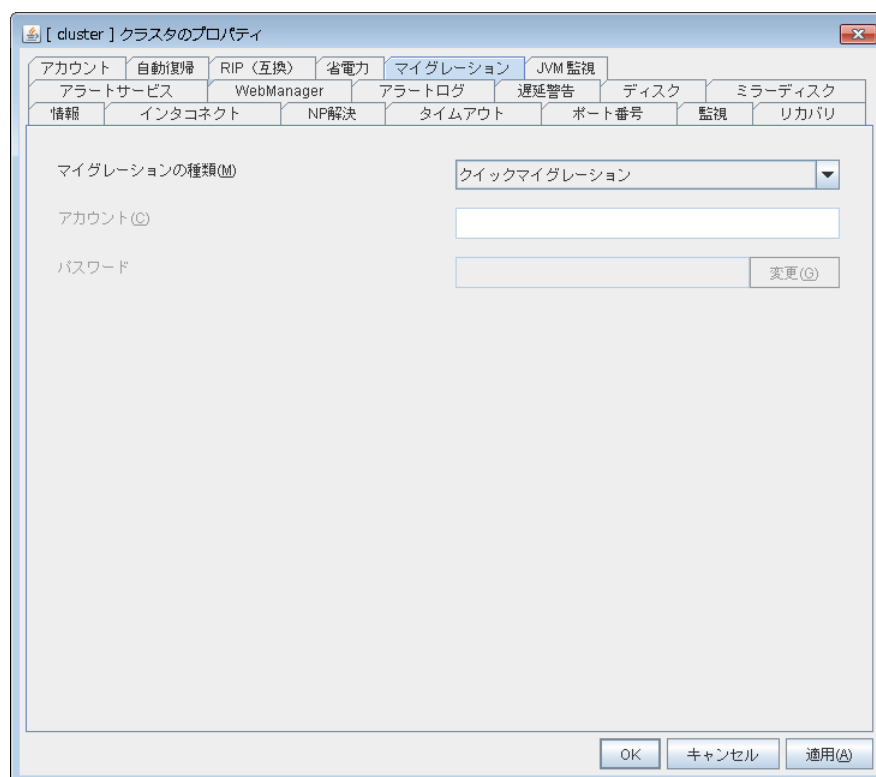 [ cluster ] クラスタのプロパティ
アカウント 自動復帰 RIP（互換） 省電力 マイグレーション JVM 監視
アラートサービス WebManager アラートログ 遅延警告 ディスク ミラーディスク
情報 インタコネクト NP解決 タイムアウト ポート番号 監視 リカバリ
マイグレーションの種類(M) クイックマイグレーション
アカウント(C)
パスワード 変更(G)
OK キャンセル 適用(A)